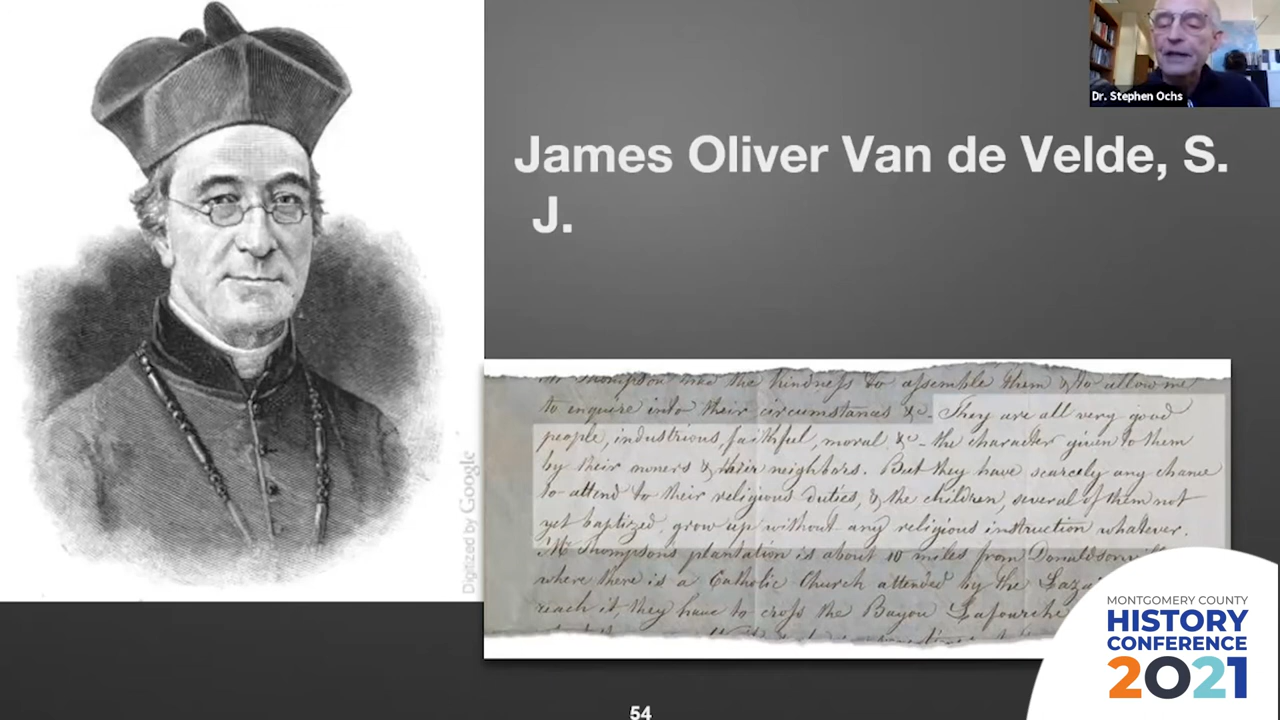 Dr. Stephen Ochs
James Oliver Van de Velde, S.
J.
Mr Thompson had the kindness to assemble them & to allow me
to enquire into their circumstances &c. They are all very good
people, industrious, faithful, moral &c - the character given to them
by their owners & their neighbors. But they have scarcely any chance
to attend to their religious duties, & the children, several of them not
yet baptized, grow up without any religious instruction whatever.
Mr Thompsons plantation is about 10 miles from
where there is a Catholic Church attended by the
reach it they have to cross the Bayou Lafourche
Digitized by Google
MONTGOMERY COUNTY
HISTORY
CONFERENCE
2021
54